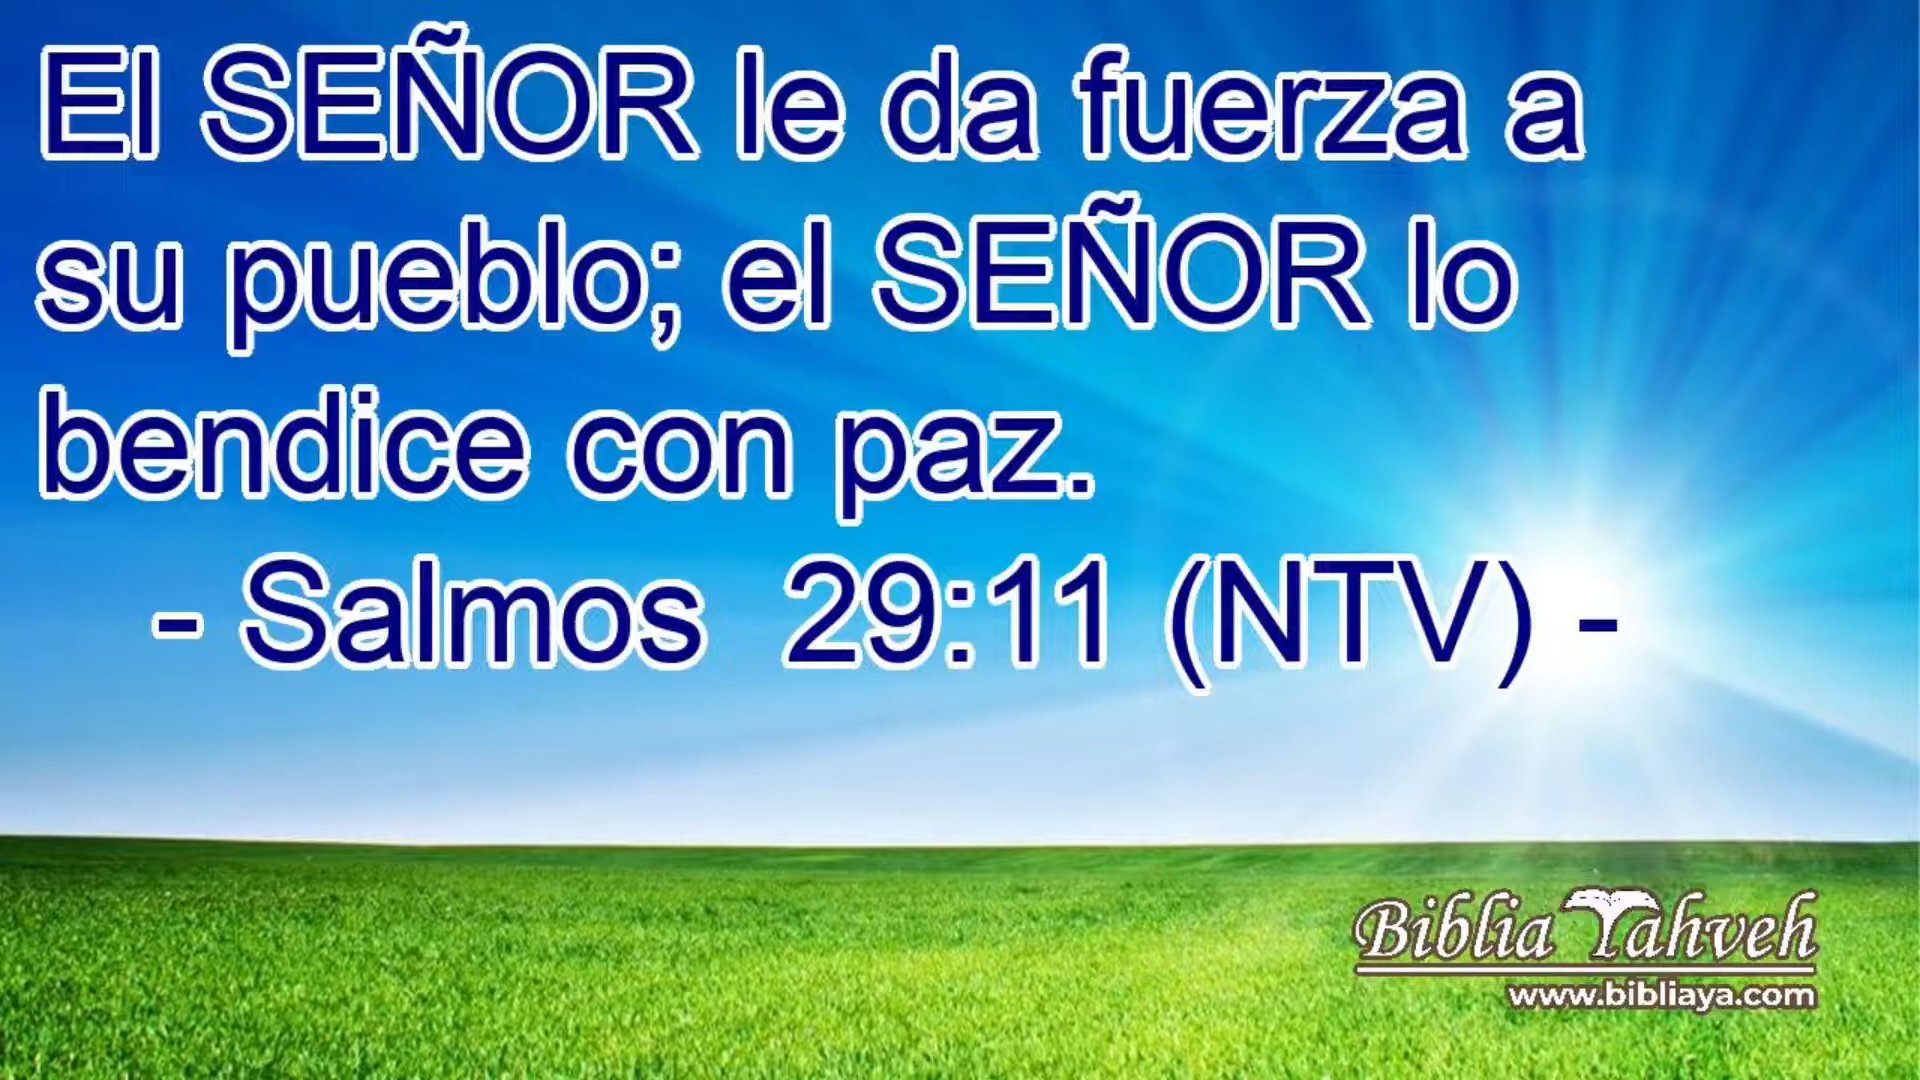 El SEÑOR le da fuerza a
su pueblo; el SEÑOR lo
bendice con paz.
- Salmos  29:11 (NTV) -
Biblia Yahveh
www.bibliaya.com